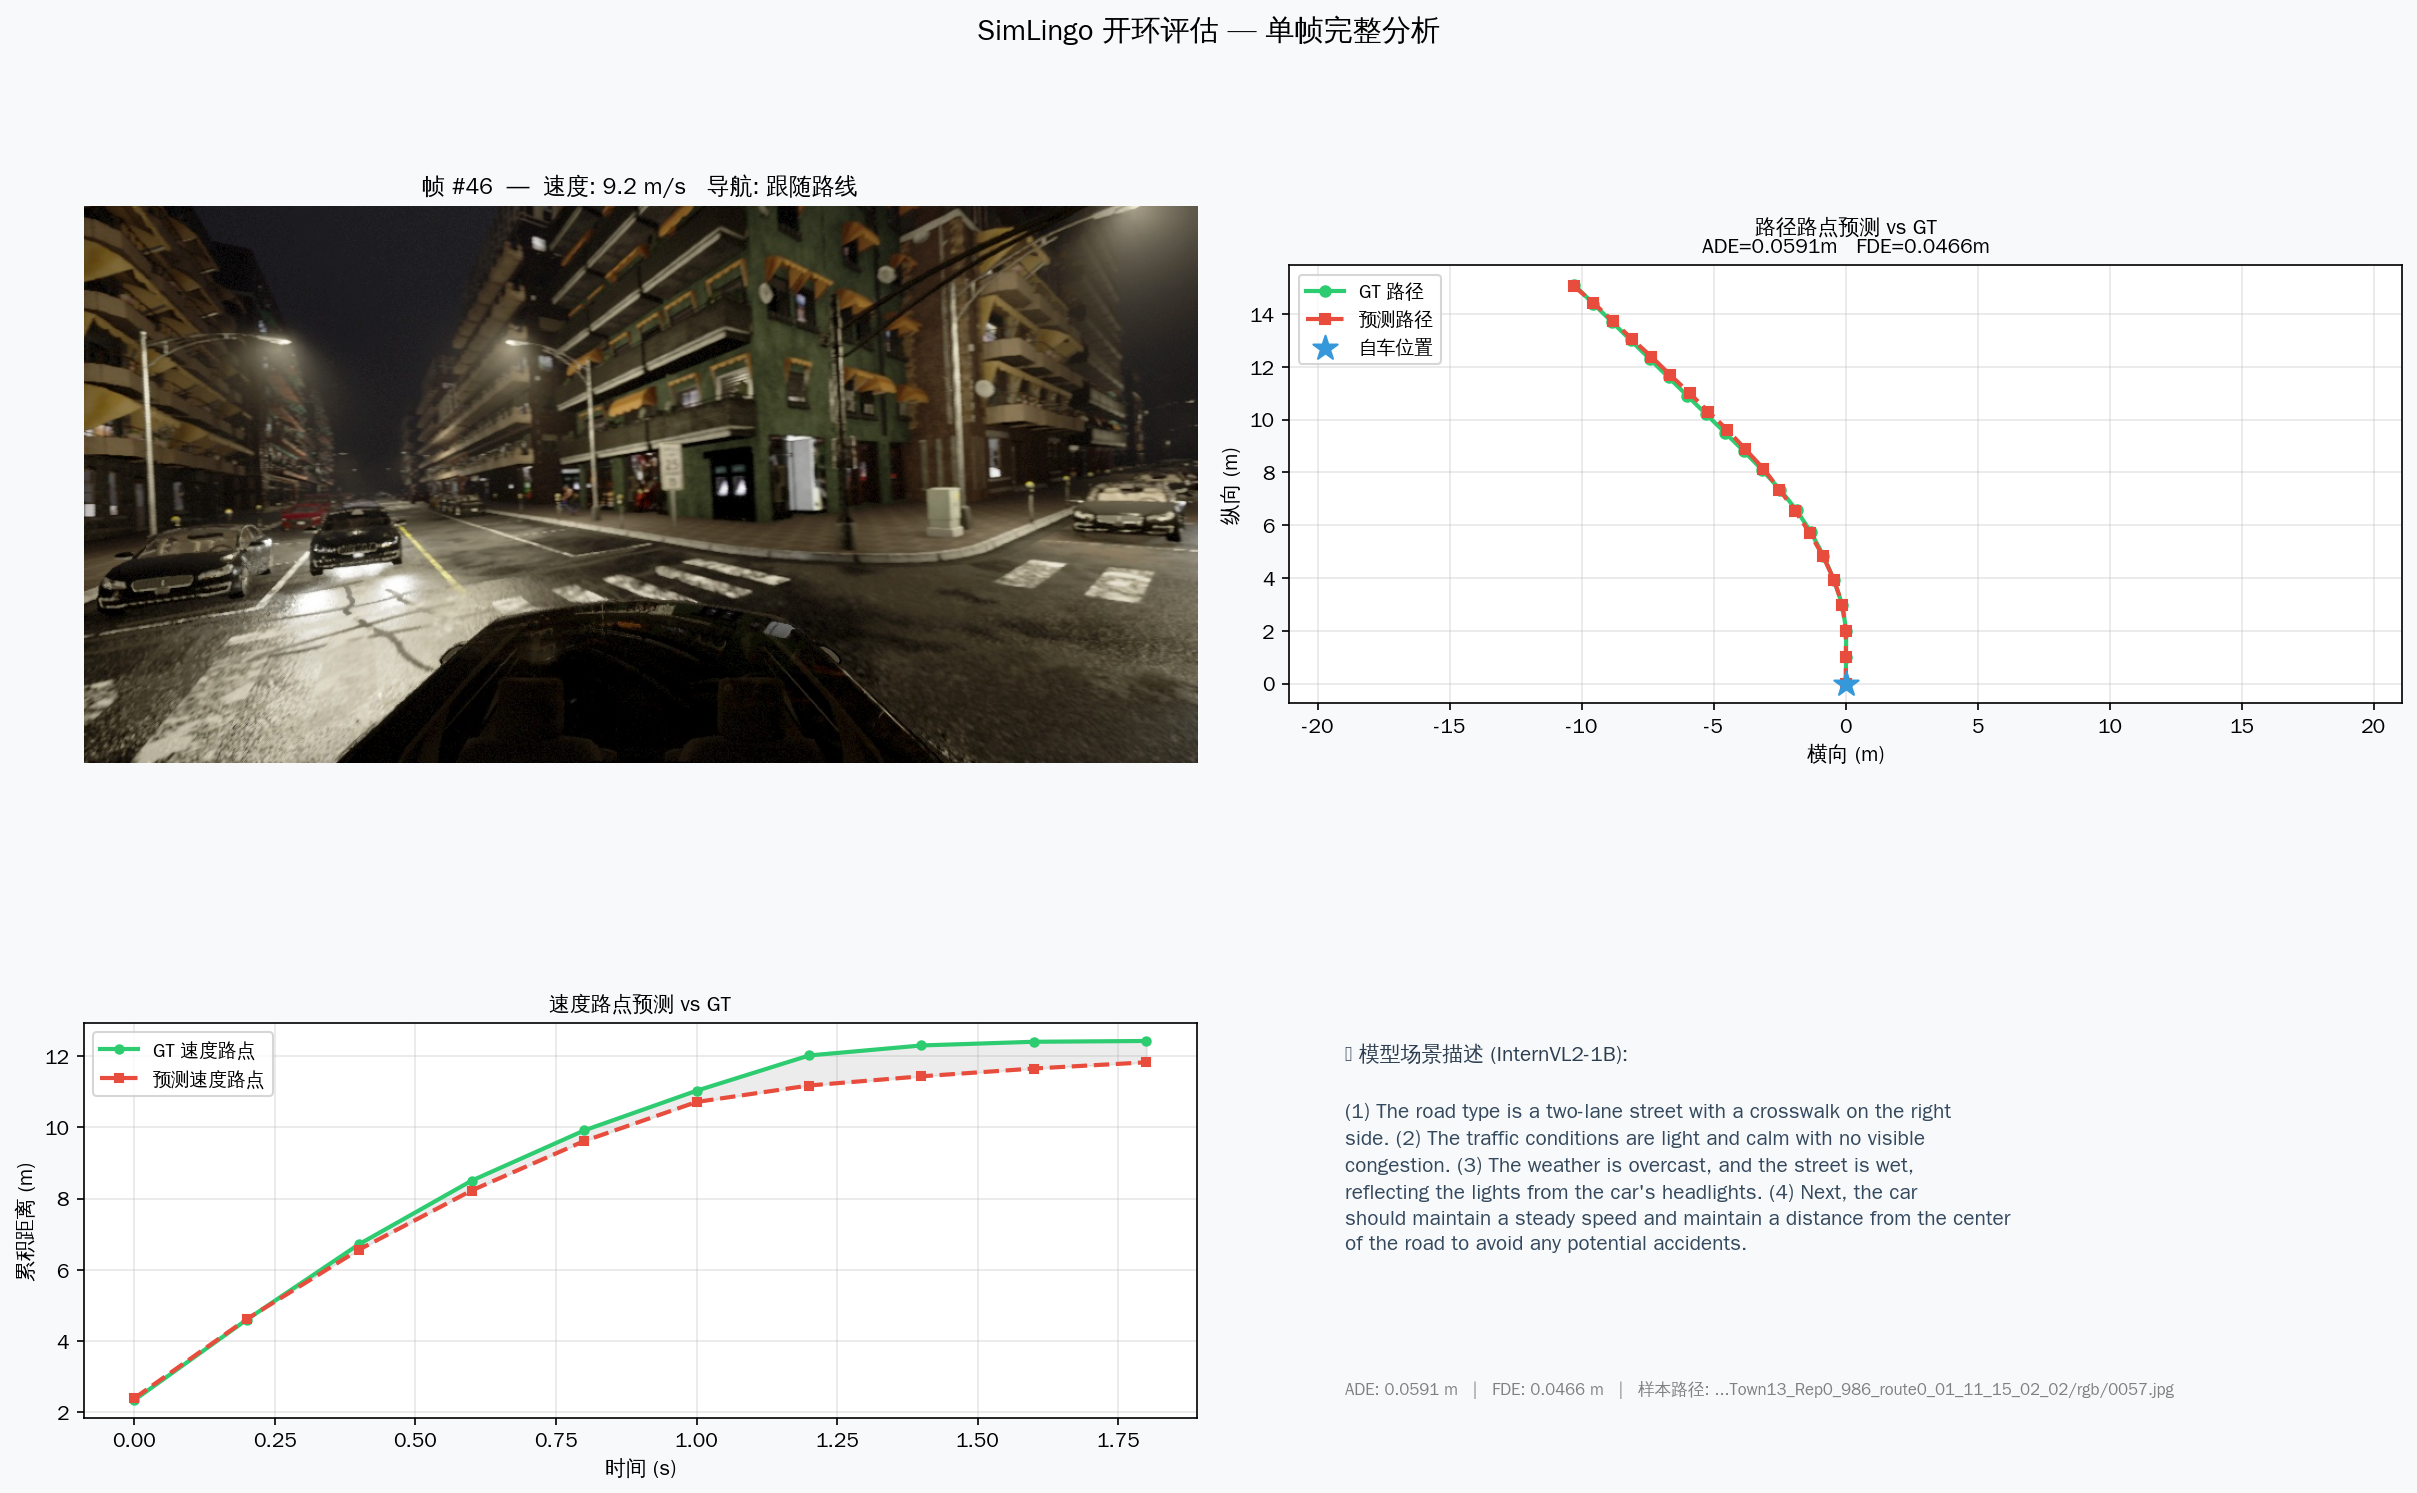 SimLingo 开环评估 — 单帧完整分析
帧 #46 — 速度: 9.2 m/s 导航: 跟随路线
25
路径路点预测 vs GT
ADE=0.0591m FDE=0.0466m
GT 路径
预测路径
自车位置
纵向 (m)
14
12
10
8
6
4
2
0
-20 -15 -10 -5 0 5 10 15 20
横向 (m)
速度路点预测 vs GT
GT 速度路点
预测速度路点
累积距离 (m)
12
10
8
6
4
2
0.00 0.25 0.50 0.75 1.00 1.25 1.50 1.75
时间 (s)
模型场景描述 (InternVL2-1B):
(1) The road type is a two-lane street with a crosswalk on the right
side. (2) The traffic conditions are light and calm with no visible
congestion. (3) The weather is overcast, and the street is wet,
reflecting the lights from the car's headlights. (4) Next, the car
should maintain a steady speed and maintain a distance from the center
of the road to avoid any potential accidents.
ADE: 0.0591 m | FDE: 0.0466 m | 样本路径: ...Town13_Rep0_986_route0_01_11_15_02_02/rgb/0057.jpg